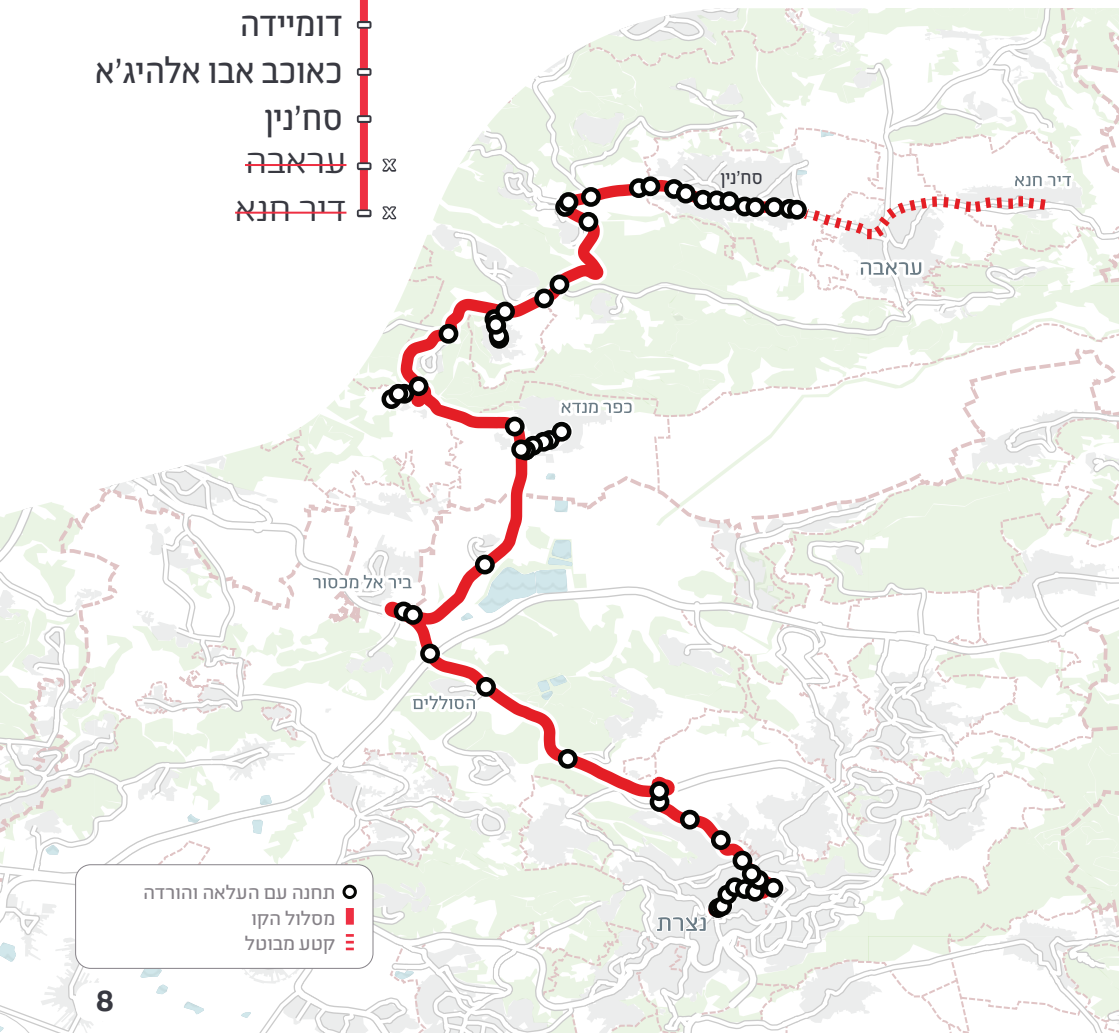 דומיידה
כאוכב אבו אלהיג'א
סח'נין
עראבה
דיר חנא
סח'נין
דיר חנא
עראבה
כפר מנדא
ביר אל מכסור
הסוללים
נצרת
תחנה עם העלאה והורדה
מסלול הקו
קטע מבוטל
8